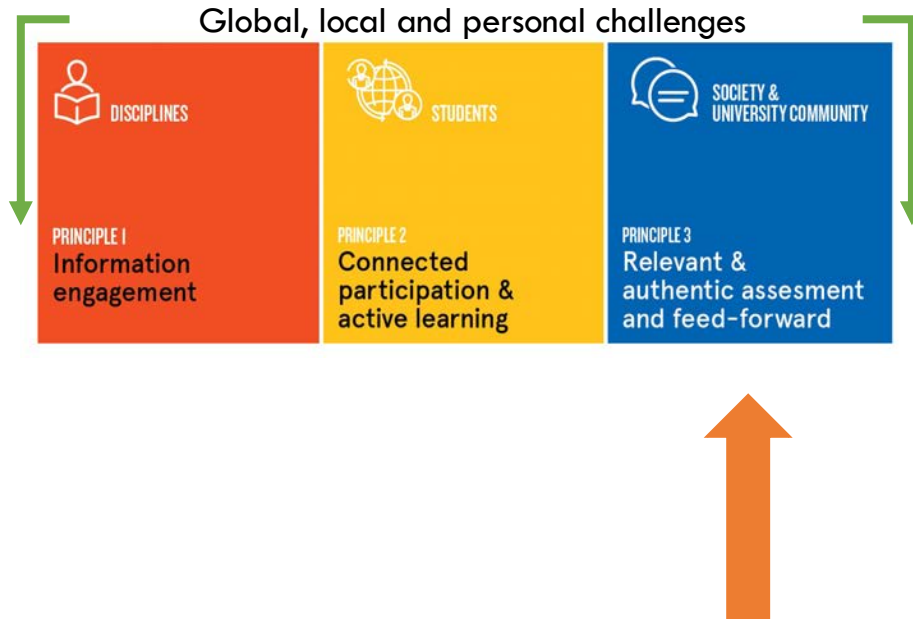 Global, local and personal challenges
DISCIPLINES
PRINCIPLE 1
Information
engagement
STUDENTS
PRINCIPLE 2
Connected
participation &
active learning
SOCIETY &
UNIVERSITY COMMUNITY
PRINCIPLE 3
Relevant &
authentic assesment
and feed-forward